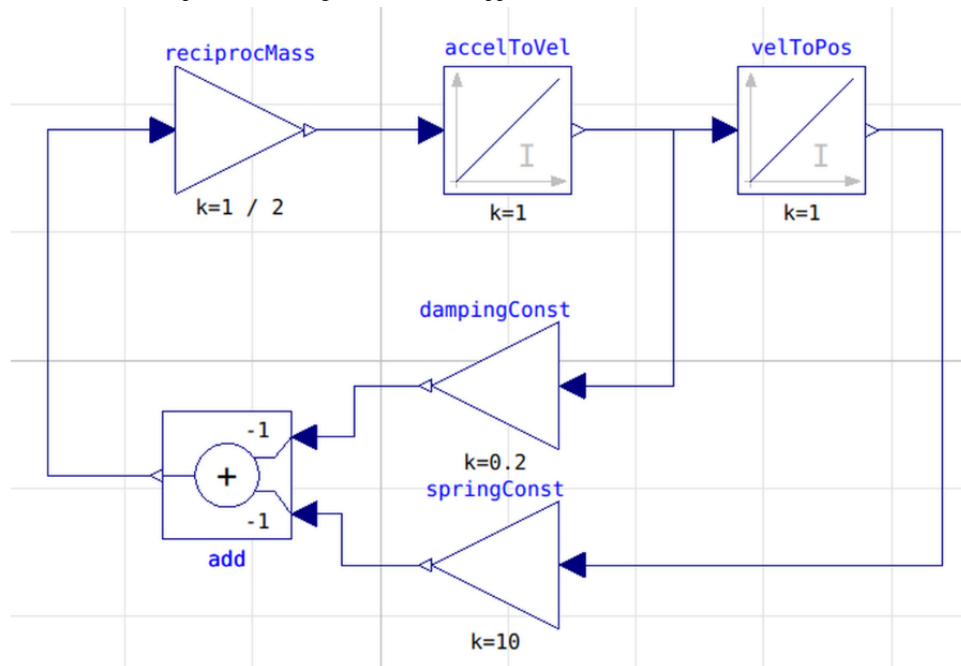 reciprocMass
accelToVel
velToPos
I
I
k=1 / 2
k=1
k=1
dampingConst
-1
+
-1
k=0.2
springConst
add
k=10